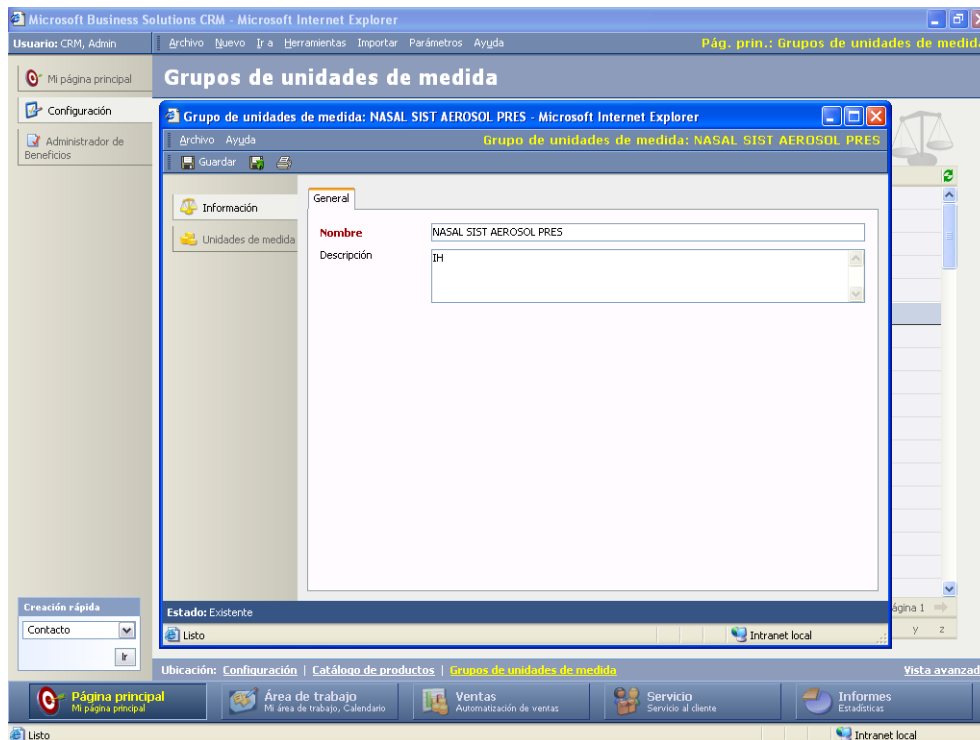 Microsoft Business Solutions CRM - Microsoft Internet Explorer
Usuario: CRM, Admin
Archivo Nuevo Ir a Herramientas Importar Parámetros Ayuda
Pág. prin.: Grupos de unidades de medida
Mi página principal
Configuración
Administrador de
Beneficios
Grupos de unidades de medida
Grupo de unidades de medida: NASAL SIST AEROSOL PRES - Microsoft Internet Explorer
Archivo Ayuda
Grupo de unidades de medida: NASAL SIST AEROSOL PRES
Guardar
Información
Unidades de medida
General
Nombre
NASAL SIST AEROSOL PRES
Descripción
IH
Estado: Existente
Listo
Intranet local
ágina 1
y z
Creación rápida
Contacto
Ir
Ubicación: Configuración | Catálogo de productos | Grupos de unidades de medida
Vista avanzad
Página principal
Mi página principal
Área de trabajo
Mi área de trabajo, Calendario
Ventas
Automatización de ventas
Servicio
Servicio al cliente
Informes
Estadísticas
Listo
Intranet local